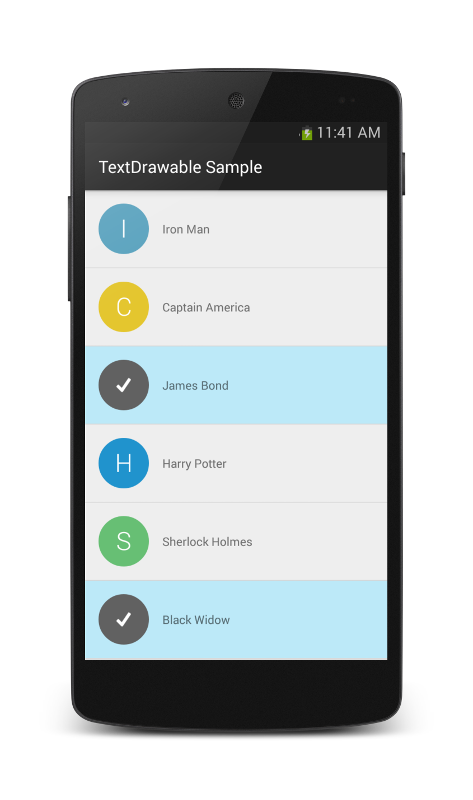 11:41 AM
TextDrawable Sample
I Iron Man
C Captain America
James Bond
H Harry Potter
S Sherlock Holmes
Black Widow